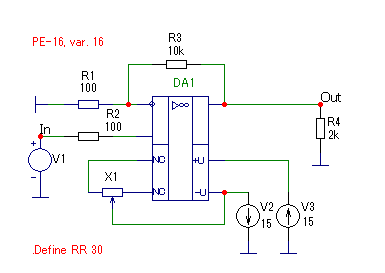 PE-16, var. 16
R3
10k
R1
100
DA1
R2
100
Out
In
R4
2k
+
V1
−
NC
+U
X1
NC
−U
V2
15
V3
15
.Define RR 30